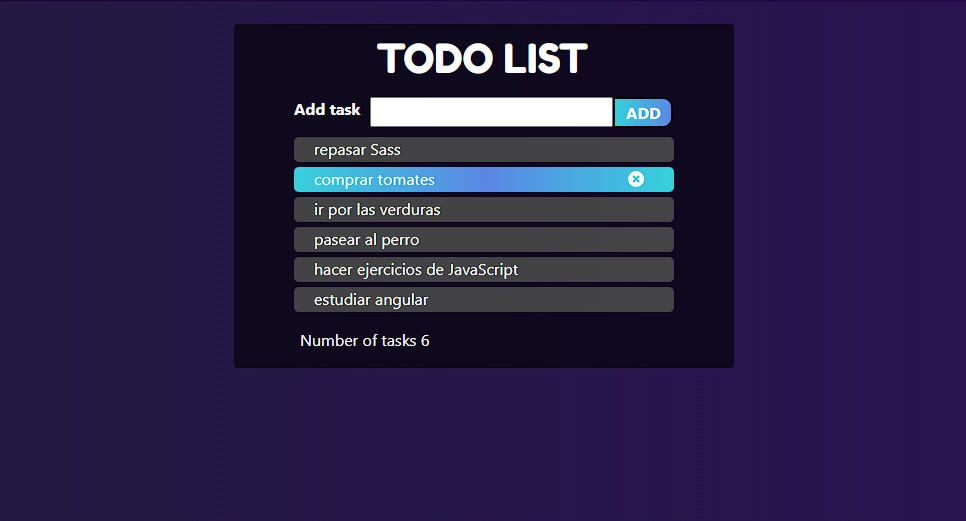 TODO LIST
Add task ADD
repasar Sass
comprar tomates
ir por las verduras
pasear al perro
hacer ejercicios de JavaScript
estudiar angular
Number of tasks 6